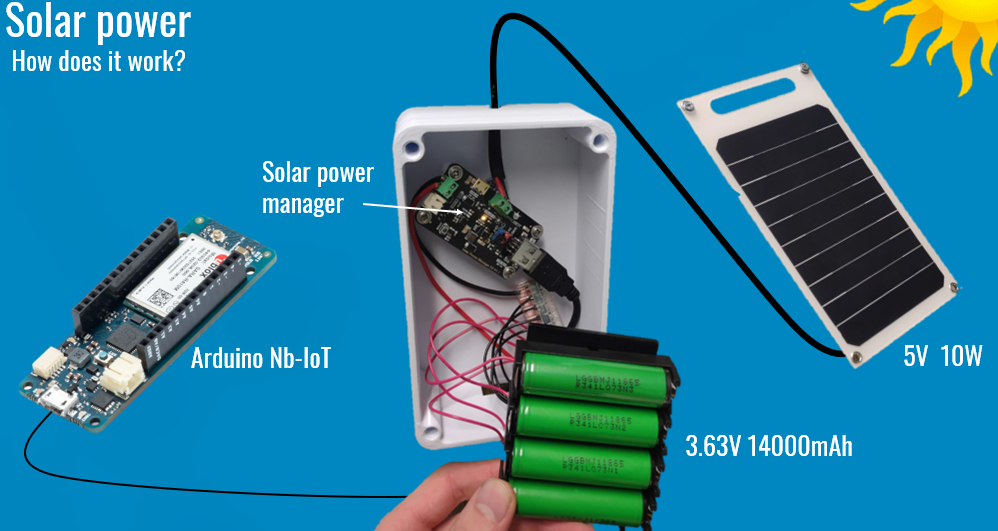 Solar power
How does it work?
Solar power
manager
Arduino Nb-IoT
5V 10W
3.63V 14000mAh